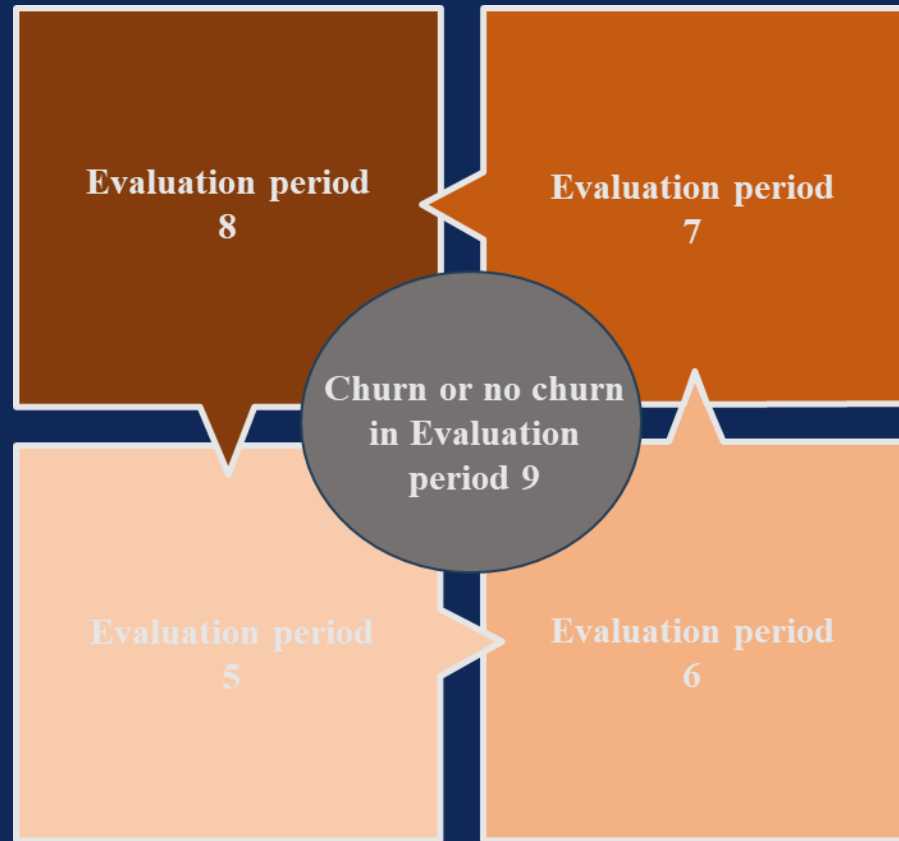 Evaluation period
8
Evaluation period
7
Churn or no churn
in Evaluation
period 9
Evaluation period
5
Evaluation period
6